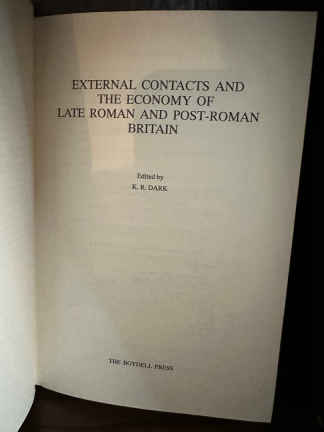 EXTERNAL CONTACTS AND
THE ECONOMY OF
LATE ROMAN AND POST-ROMAN
BRITAIN
Edited by
K. R. DARK
THE BOYDELL PRESS